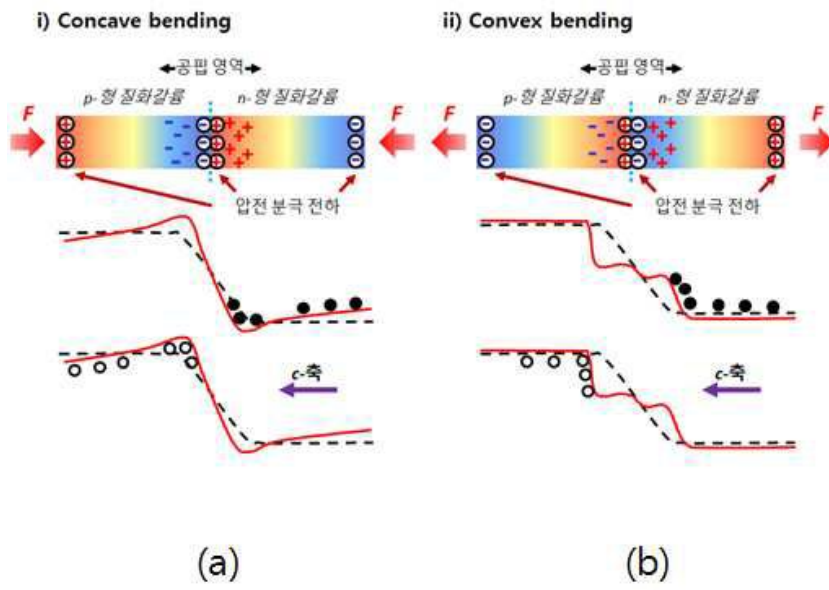 i) Concave bending
공핍 영역
p-형 질화갈륨
n-형 질화갈륨
F
F
압전 분극 전하
c-축
(a)
ii) Convex bending
공핍 영역
p-형 질화갈륨
n-형 질화갈륨
F
F
압전 분극 전하
c-축
(b)